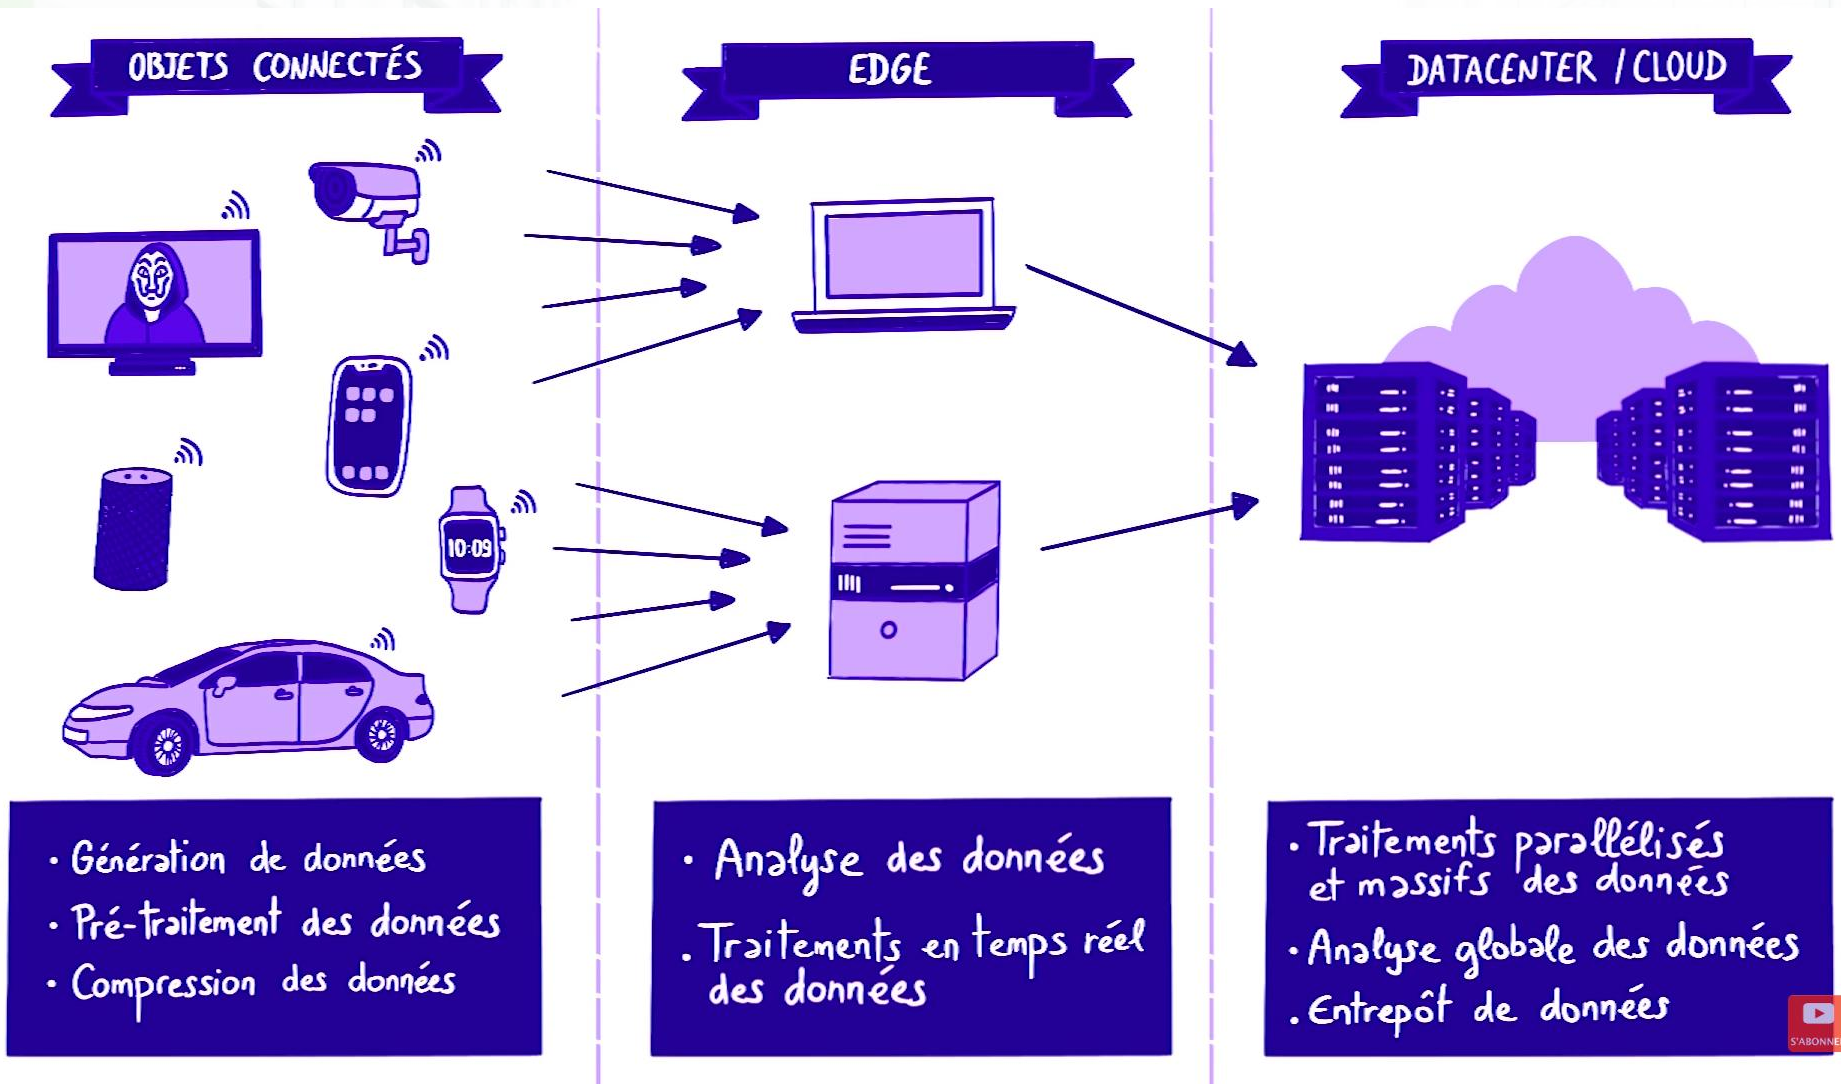 OBJETS CONNECTÉS
EDGE
DATACENTER / CLOUD
10:09
• Génération de données
• Pré-traitement des données
• Compression des données
• Analyse des données
• Traitements en temps réel
des données
• Traitements parallélisés
et massifs des données
• Analyse globale des données
• Entrepôt de données
S'ABONNE